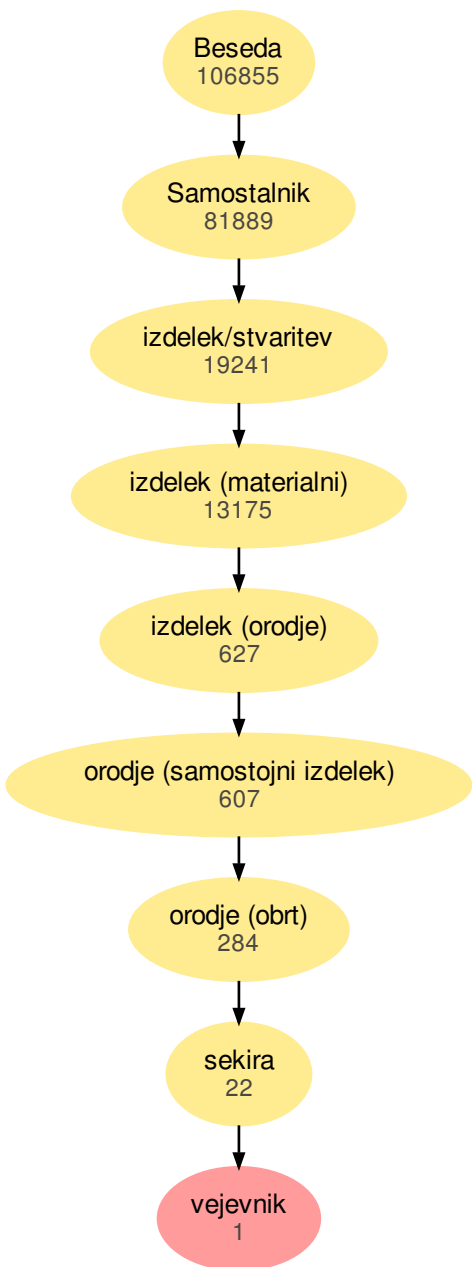 Beseda
106855
Samostalnik
81889
izdelek/stvaritev
19241
izdelek (materialni)
13175
izdelek (orodje)
627
orodje (samostojni izdelek)
607
orodje (obrt)
284
sekira
22
vejevnik
1